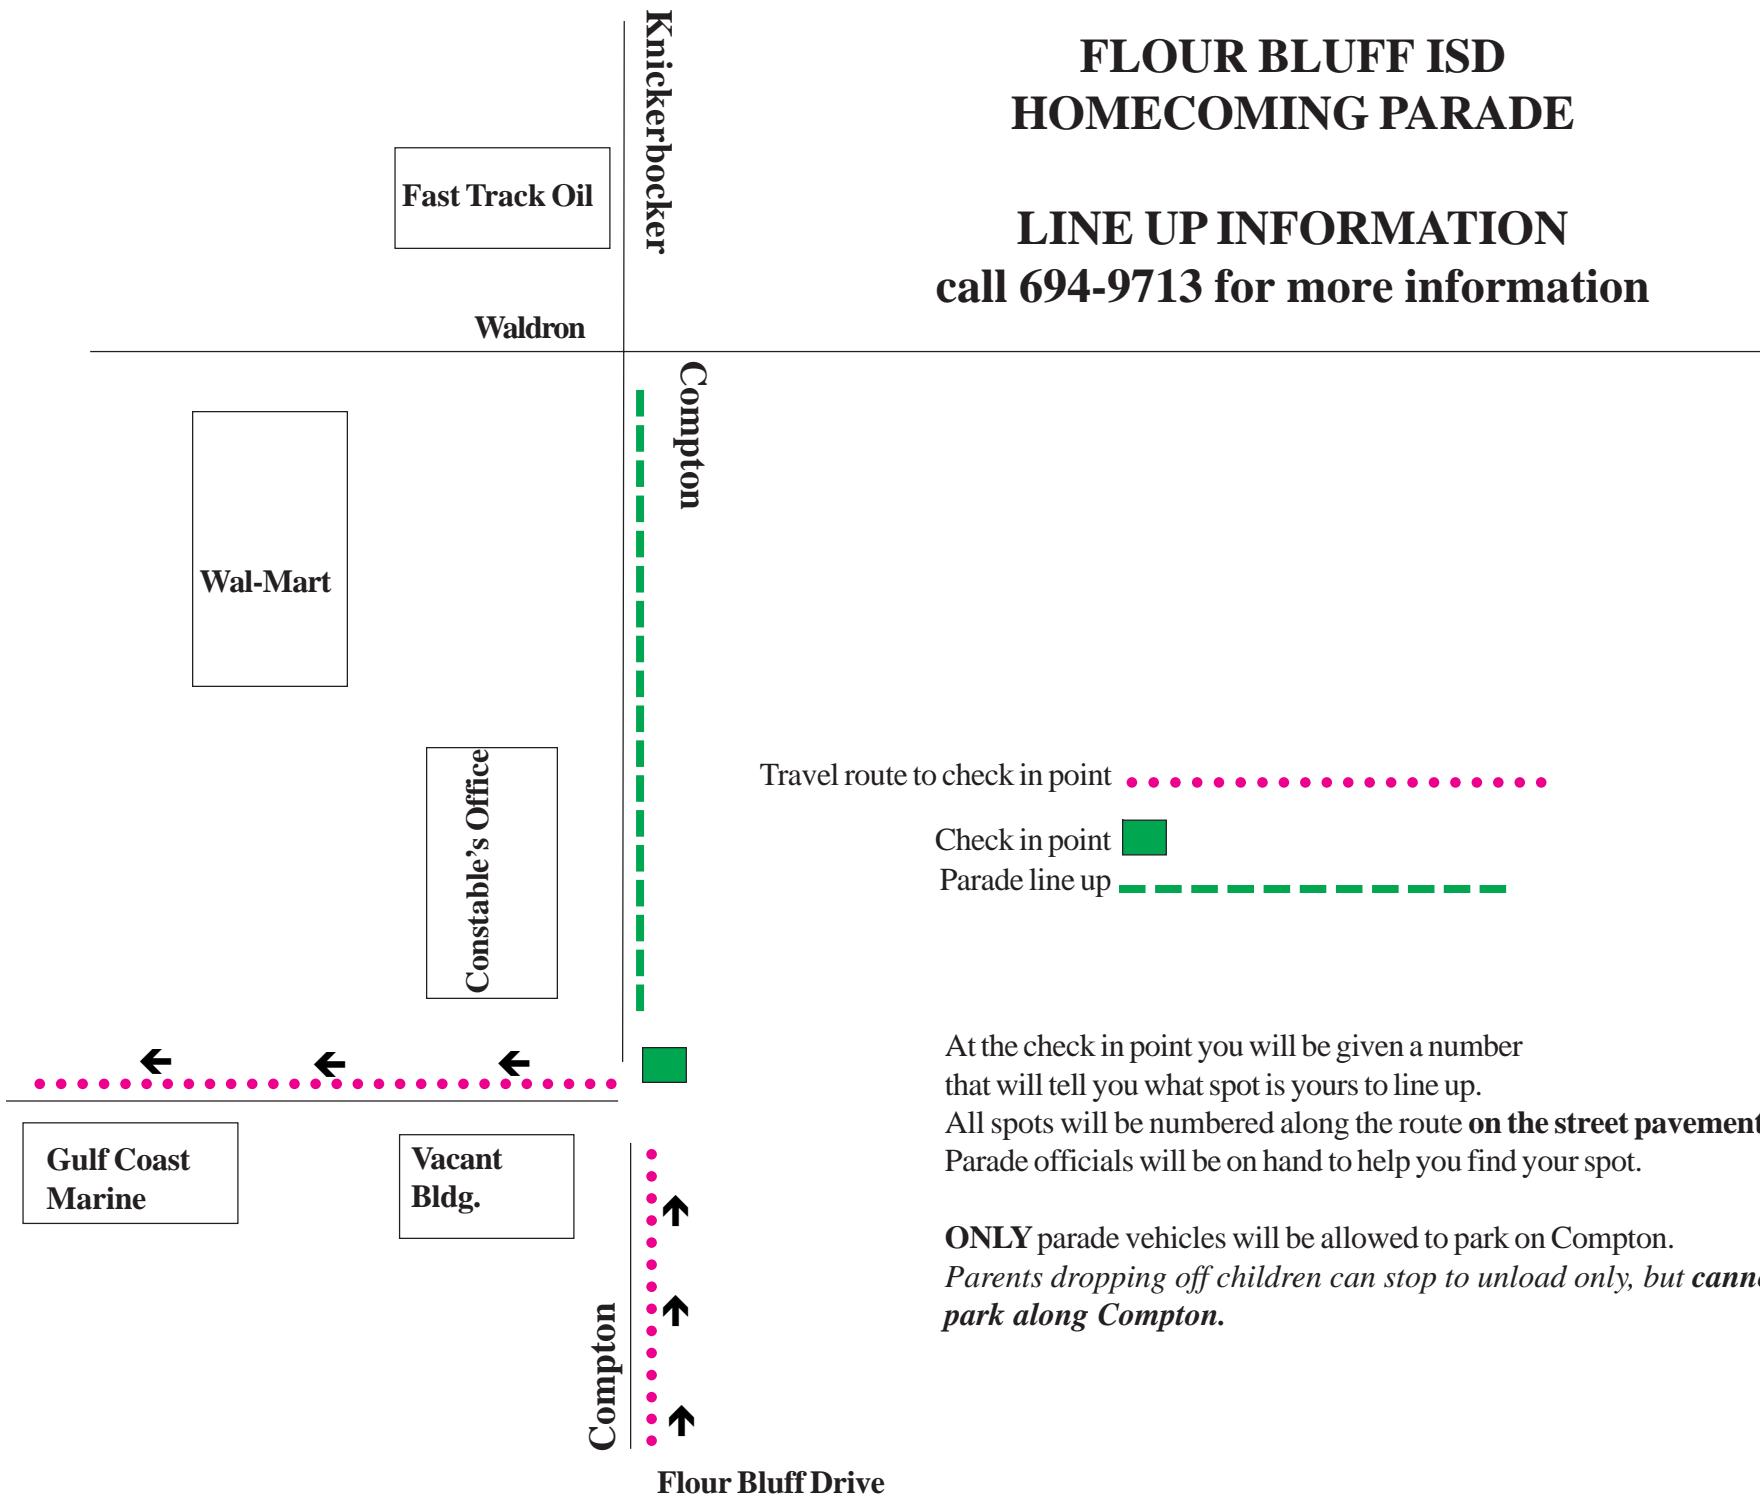 FLOUR BLUFF ISD
HOMECOMING PARADE
LINE UP INFORMATION
call 694-9713 for more information
Knickerbocker
Fast Track Oil
Waldron
Compton
Wal-Mart
Constable's Office
Travel route to check in point
Check in point
Parade line up
At the check in point you will be given a number
that will tell you what spot is yours to line up.
All spots will be numbered along the route on the street pavement
Parade officials will be on hand to help you find your spot.
ONLY parade vehicles will be allowed to park on Compton.
Parents dropping off children can stop to unload only, but
park along Compton.
Gulf Coast
Marine
Vacant
Bldg.
Compton
Flour Bluff Drive